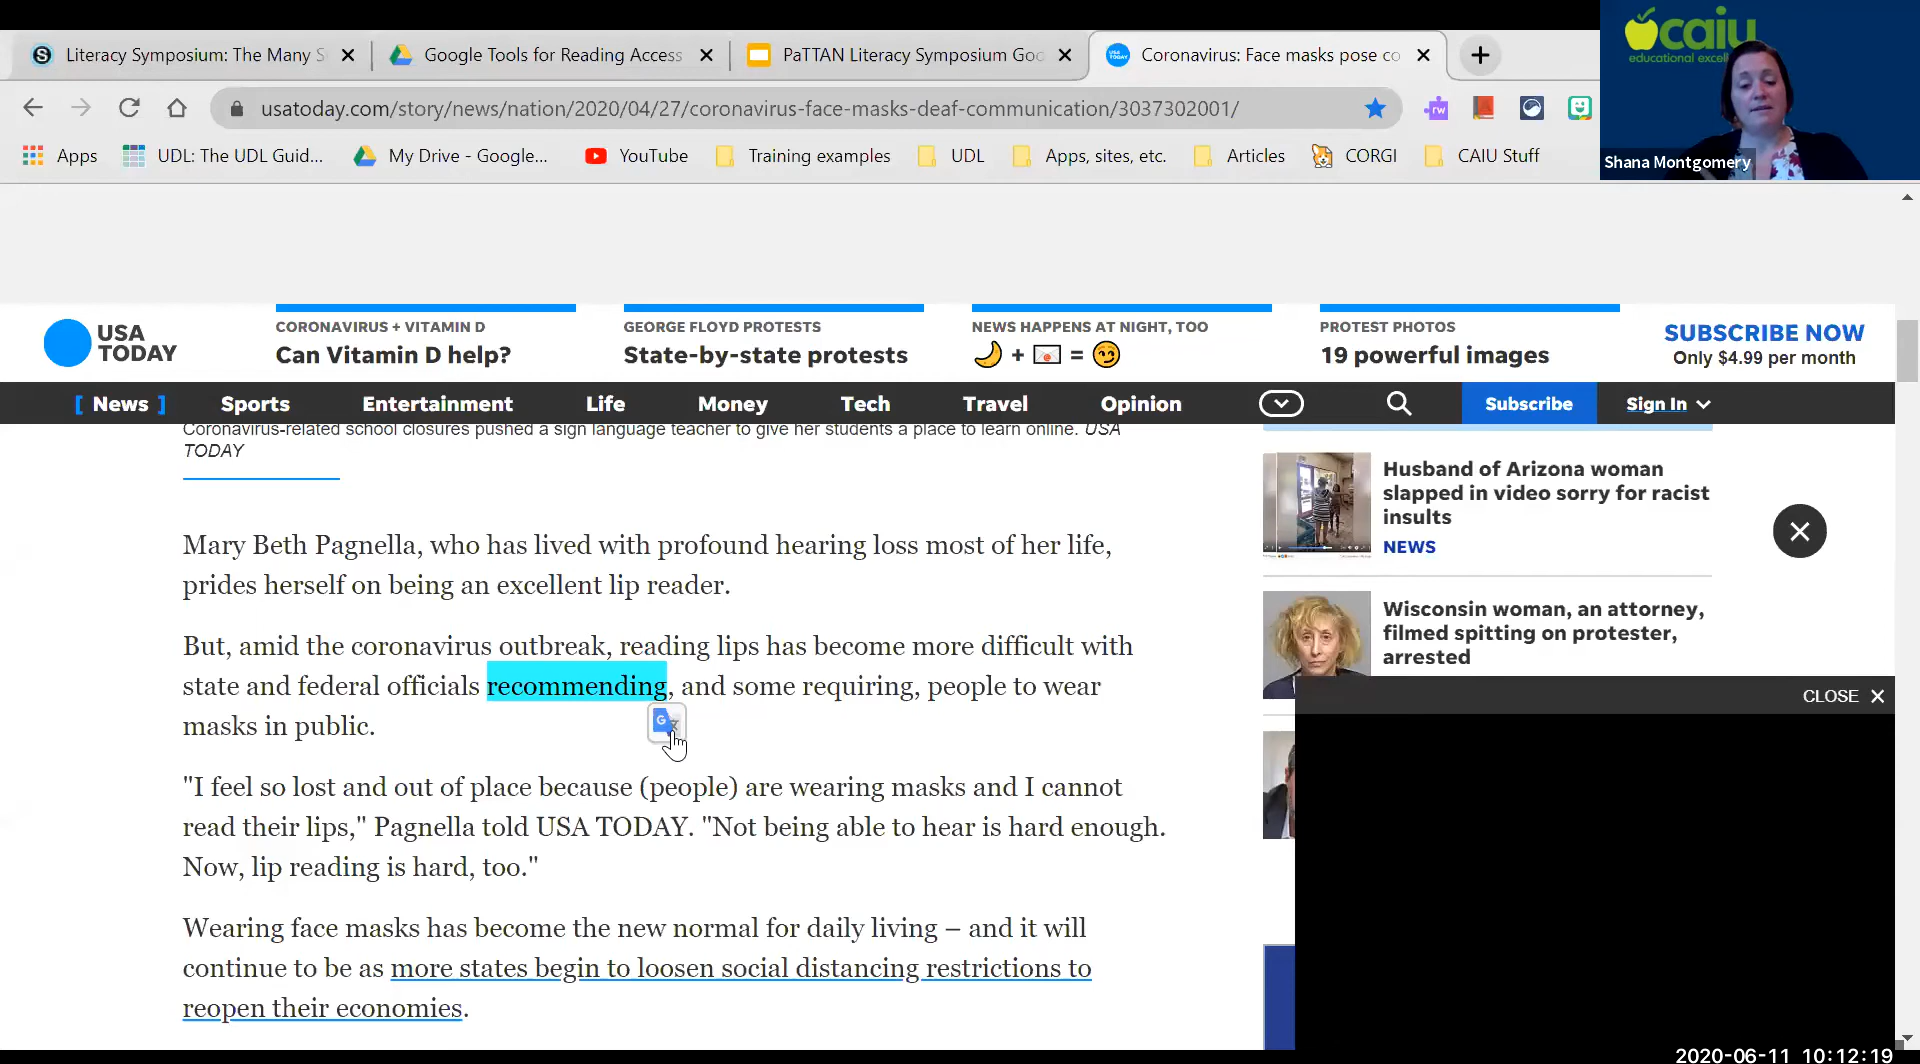 Literacy Symposium: The Many S
Google Tools for Reading Access
PaTTAN Literacy Symposium Goo
Coronavirus: Face masks pose co
caiu
educational excelle
usatoday.com/story/news/nation/2020/04/27/coronavirus-face-masks-deaf-communication/3037302001/
rw
Apps
UDL: The UDL Guid...
My Drive - Google...
YouTube
Training examples
UDL
Apps, sites, etc.
Articles
CORGI
CAIU Stuff
Shana Montgomery
USA TODAY
CORONAVIRUS + VITAMIN D
Can Vitamin D help?
GEORGE FLOYD PROTESTS
State-by-state protests
NEWS HAPPENS AT NIGHT, TOO
+ =
PROTEST PHOTOS
19 powerful images
SUBSCRIBE NOW
Only $4.99 per month
[ News ] Sports Entertainment Life Money Tech Travel Opinion Subscribe Sign In
Coronavirus-related school closures pushed a sign language teacher to give her students a place to learn online. USA
TODAY
Mary Beth Pagnella, who has lived with profound hearing loss most of her life,
prides herself on being an excellent lip reader.
But, amid the coronavirus outbreak, reading lips has become more difficult with
state and federal officials recommending, and some requiring, people to wear
masks in public.
"I feel so lost and out of place because (people) are wearing masks and I cannot
read their lips," Pagnella told USA TODAY. "Not being able to hear is hard enough.
Now, lip reading is hard, too."
Wearing face masks has become the new normal for daily living – and it will
continue to be as more states begin to loosen social distancing restrictions to
reopen their economies.
Husband of Arizona woman
slapped in video sorry for racist
insults
NEWS
Wisconsin woman, an attorney,
filmed spitting on protester,
arrested
CLOSE
2020-06-11 10:12:19